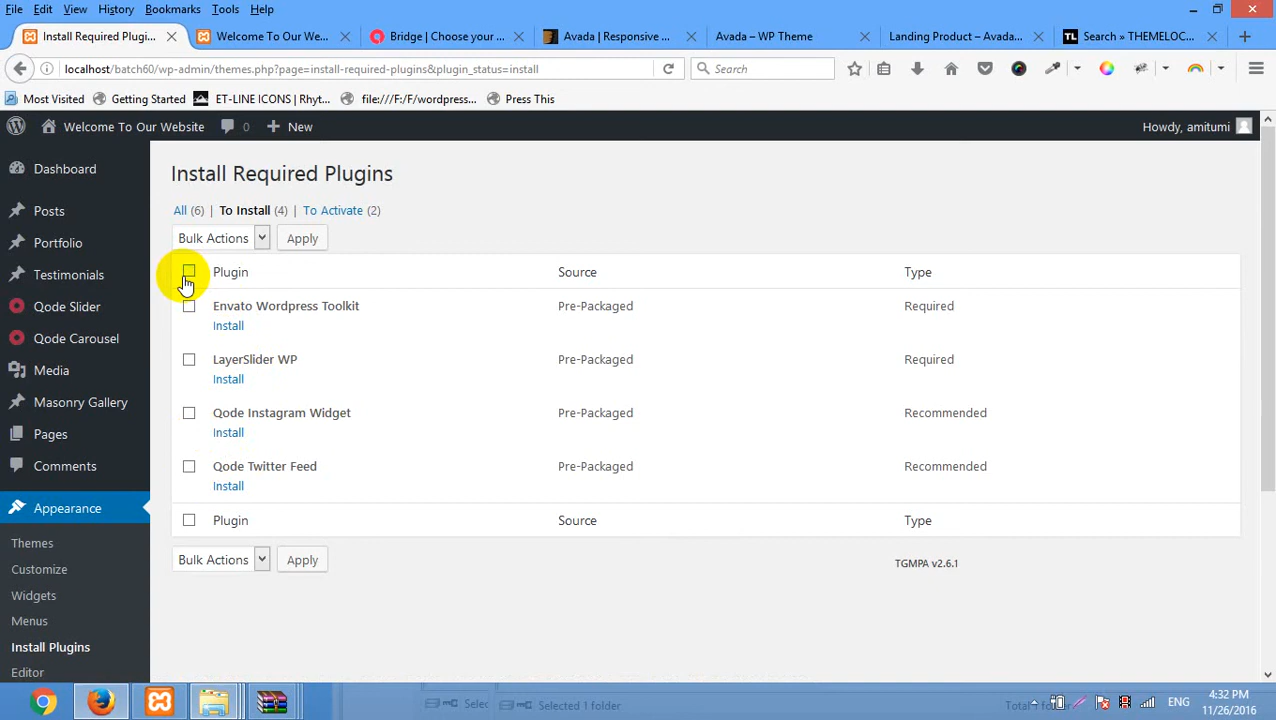 File Edit View History Bookmarks Tools Help
Install Required Plugi... Welcome To Our We... Bridge | Choose your ... Avada | Responsive ... Avada – WP Theme Landing Product – Avada... TL Search » THEMELOC...
localhost/batch60/wp-admin/themes.php?page=install-required-plugins&plugin_status=install Search
Most Visited Getting Started ET-LINE ICONS | Rhyt... file:///F:/F/wordpress... Press This
Welcome To Our Website 0 New Howdy, amitumi
Dashboard
Posts
Portfolio
Testimonials
Qode Slider
Qode Carousel
Media
Masonry Gallery
Pages
Comments
Appearance
Themes
Customize
Widgets
Menus
Install Plugins
Editor
Install Required Plugins
All (6) | To Install (4) | To Activate (2)
Bulk Actions Apply
Plugin Source Type
Envato Wordpress Toolkit Pre-Packaged Required
Install
LayerSlider WP Pre-Packaged Required
Install
Qode Instagram Widget Pre-Packaged Recommended
Install
Qode Twitter Feed Pre-Packaged Recommended
Install
Plugin Source Type
Bulk Actions Apply
TGMPA v2.6.1
Selec Selected 1 folder ENG 4:32 PM
11/26/2016